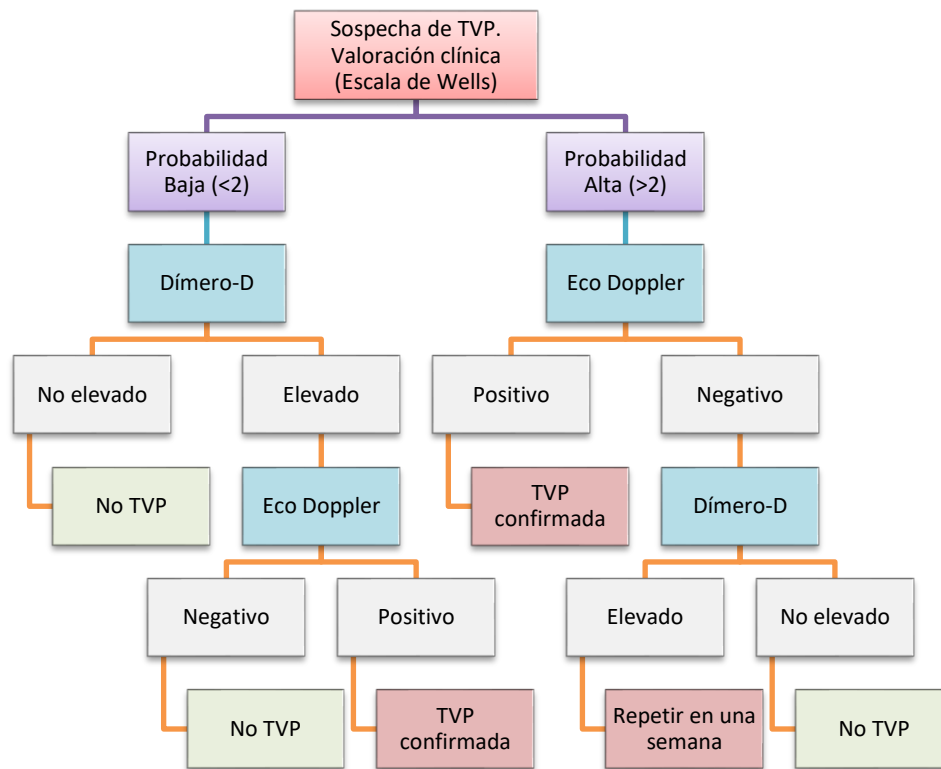 Sospecha de TVP.
Valoración clínica
(Escala de Wells)
Probabilidad
Baja (<2)
Probabilidad
Alta (>2)
Dímero-D
Eco Doppler
No elevado
Elevado
Positivo
Negativo
No TVP
Eco Doppler
TVP
confirmada
Dímero-D
Negativo
Positivo
Elevado
No elevado
No TVP
TVP
confirmada
Repetir en una
semana
No TVP